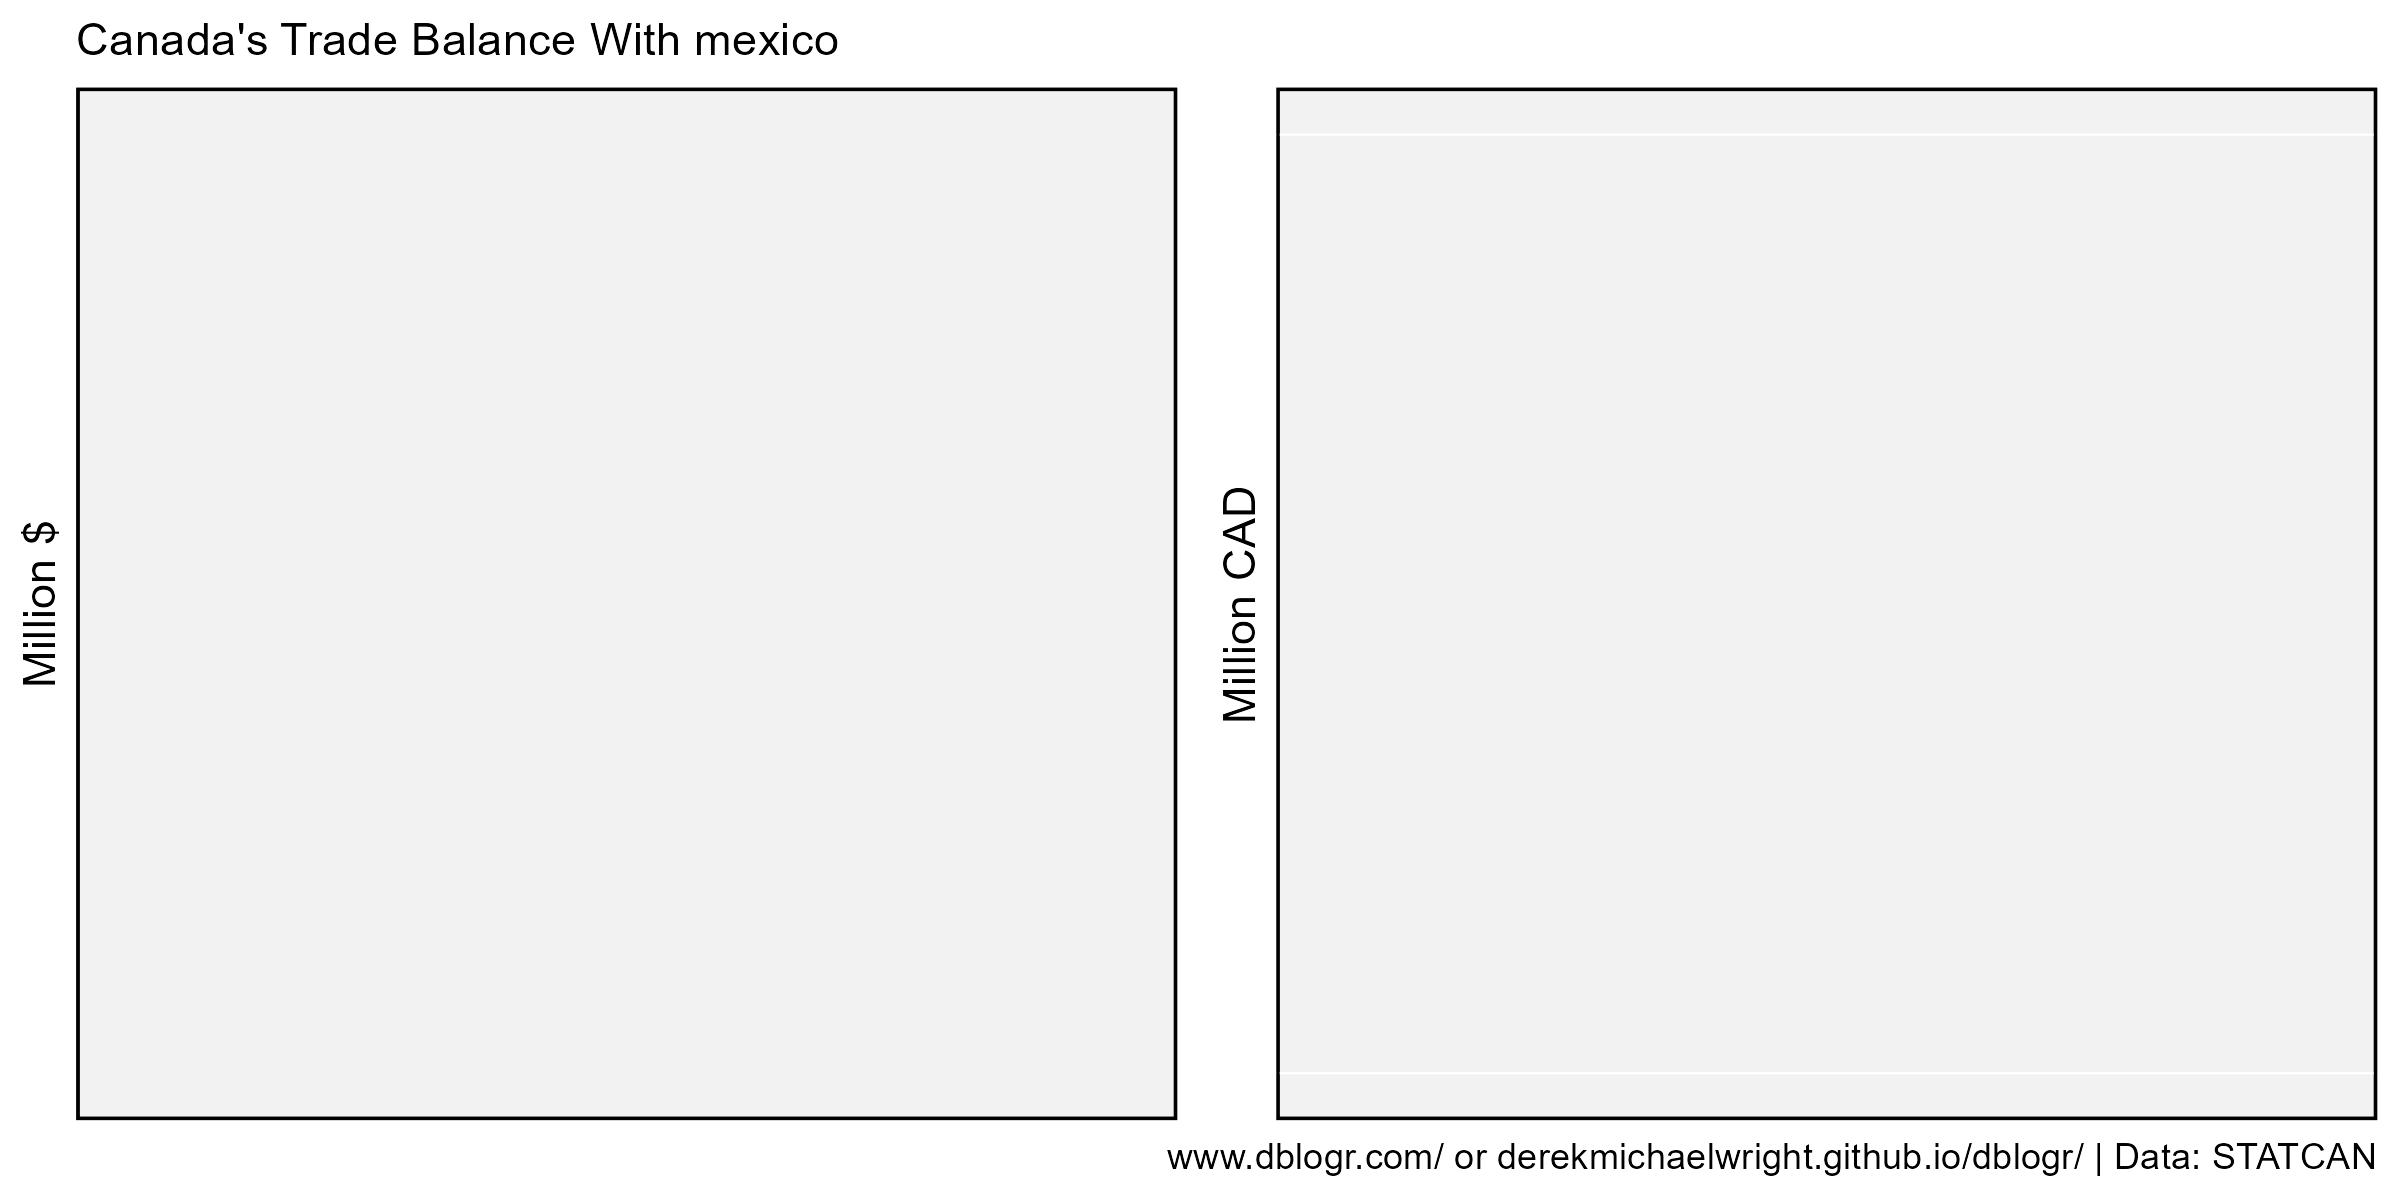 Canada's Trade Balance With mexico
Million $
Million CAD
www.dblogr.com/ or derekmichaelwright.github.io/dblogr/ | Data: STATCAN